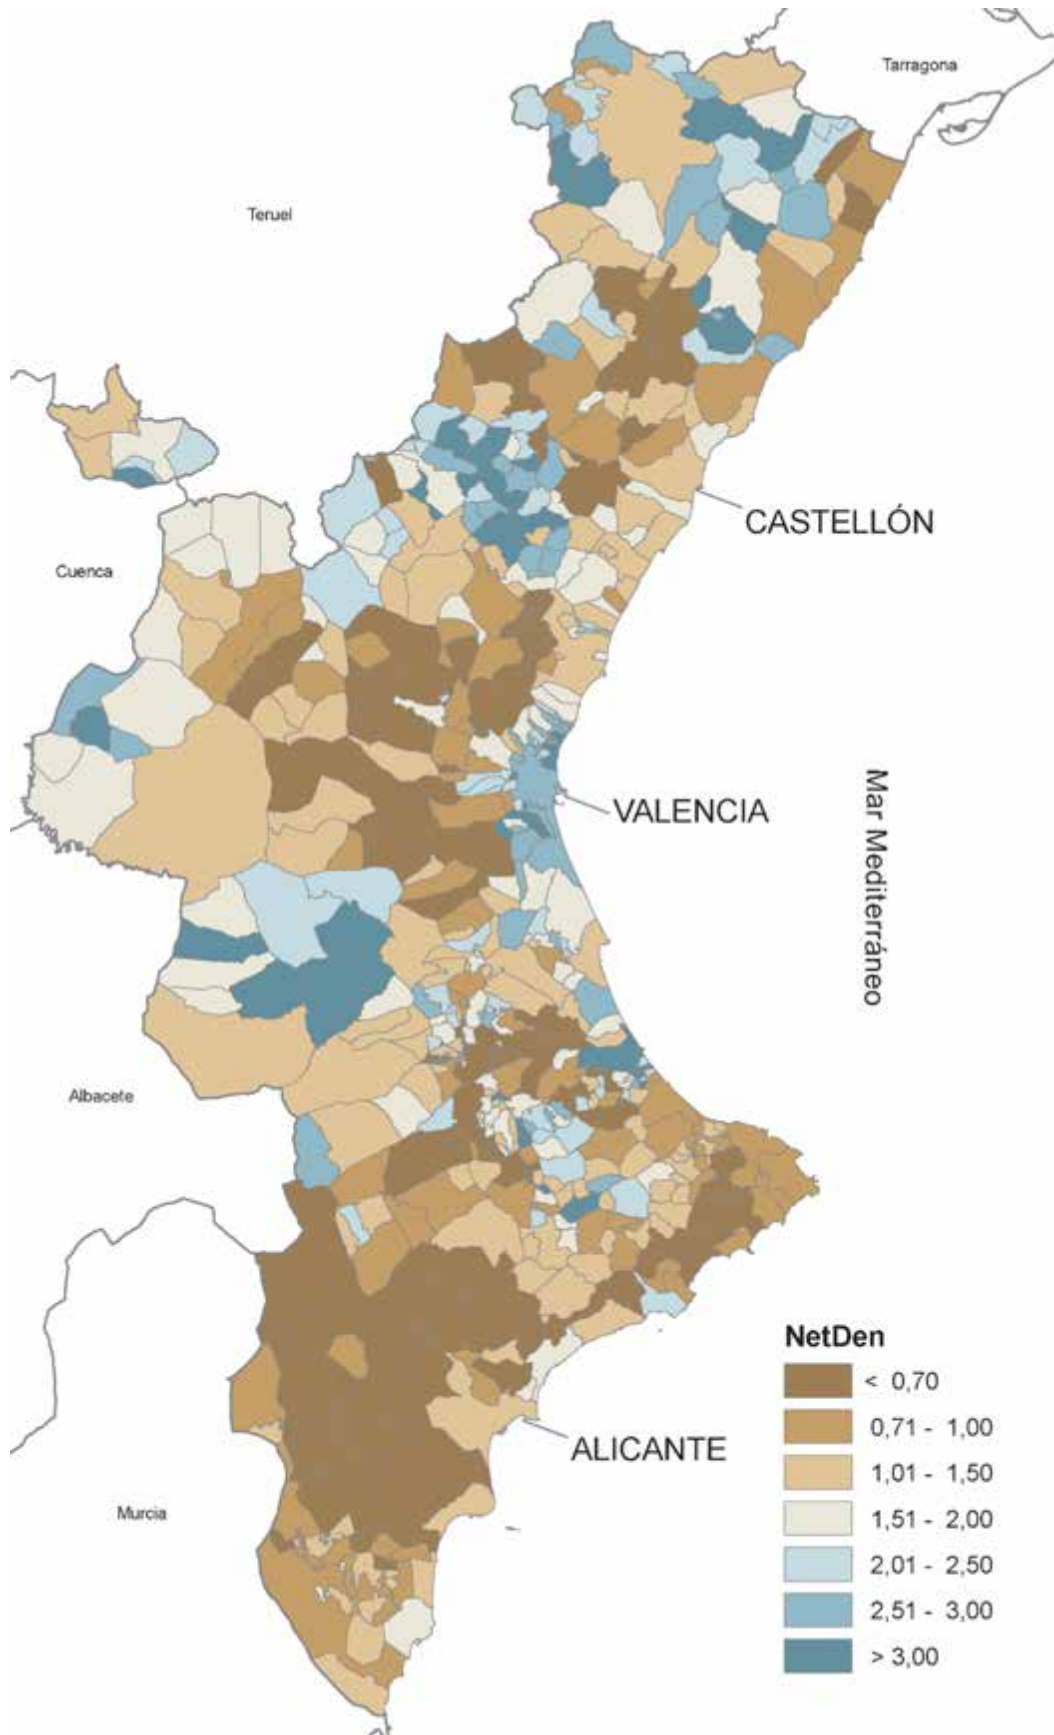 Tarragona
Teruel
CASTELLÓN
Cuenca
VALENCIA
Mar Mediterráneo
Albacete
NetDen
< 0,70
0,71 - 1,00
1,01 - 1,50
ALICANTE
Murcia
1,51 - 2,00
2,01 - 2,50
2,51 - 3,00
> 3,00